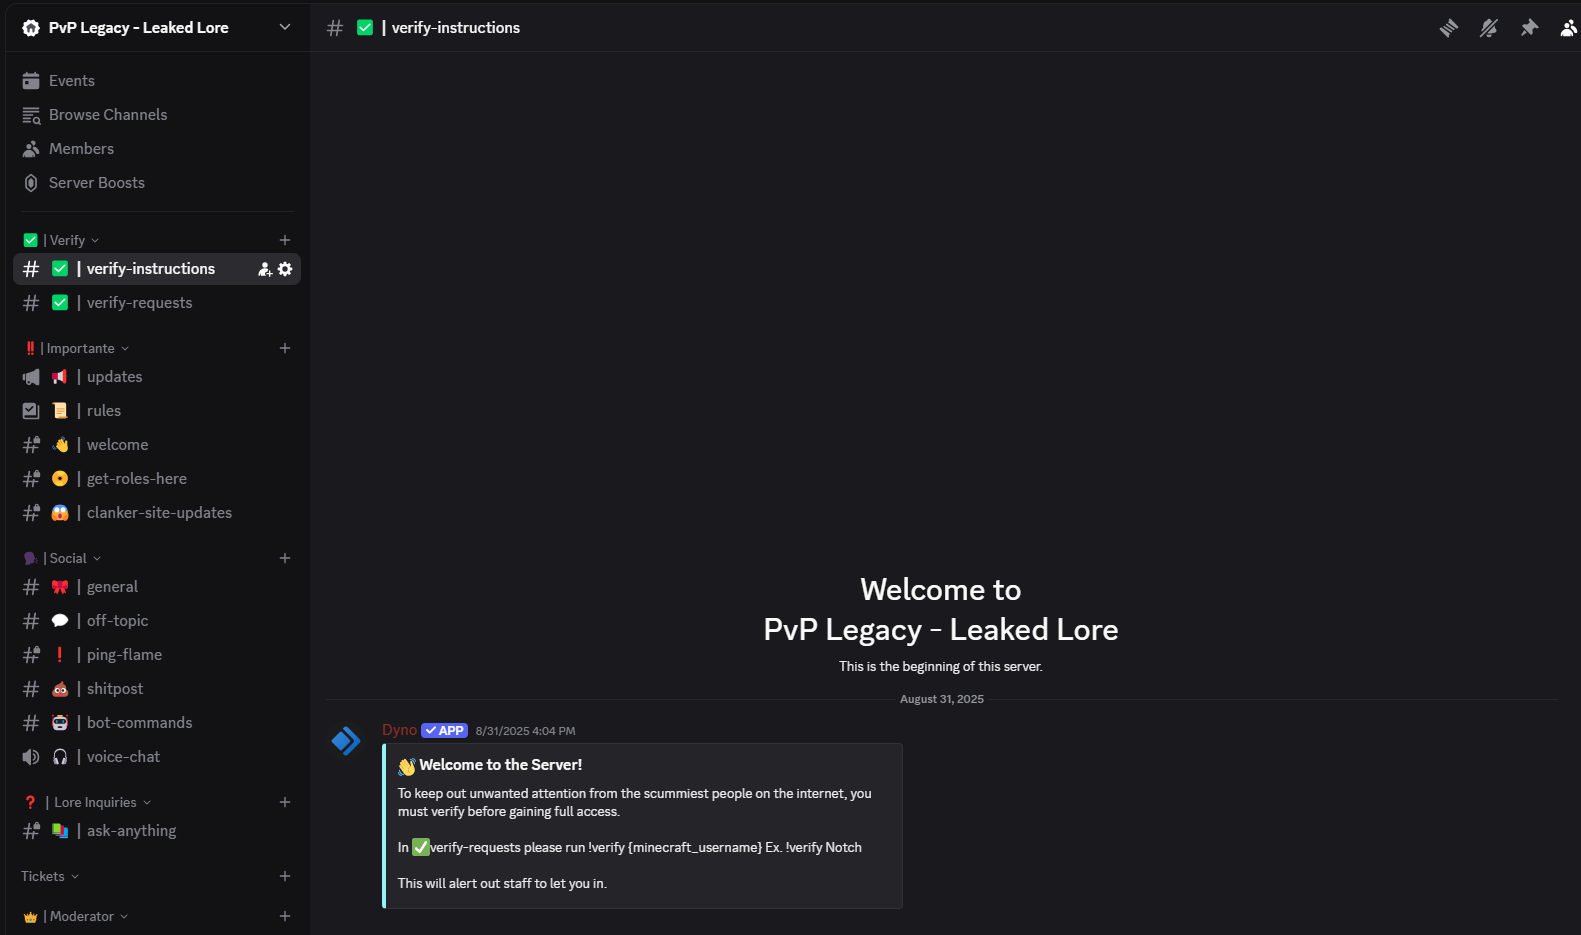 PvP Legacy - Leaked Lore
Events
Browse Channels
Members
Server Boosts
| Verify
| verify-instructions
| verify-requests
| Importante
| updates
| rules
| welcome
| get-roles-here
| clanker-site-updates
| Social
| general
| off-topic
| ping-flame
| shitpost
| bot-commands
| voice-chat
| Lore Inquiries
| ask-anything
Tickets
| Moderator
| verify-instructions
Welcome to
PvP Legacy - Leaked Lore
This is the beginning of this server.
August 31, 2025
Dyno APP 8/31/2025 4:04 PM
👋 Welcome to the Server!
To keep out unwanted attention from the scummiest people on the internet, you
must verify before gaining full access.
In ✅verify-requests please run !verify {minecraft_username} Ex. !verify Notch
This will alert out staff to let you in.